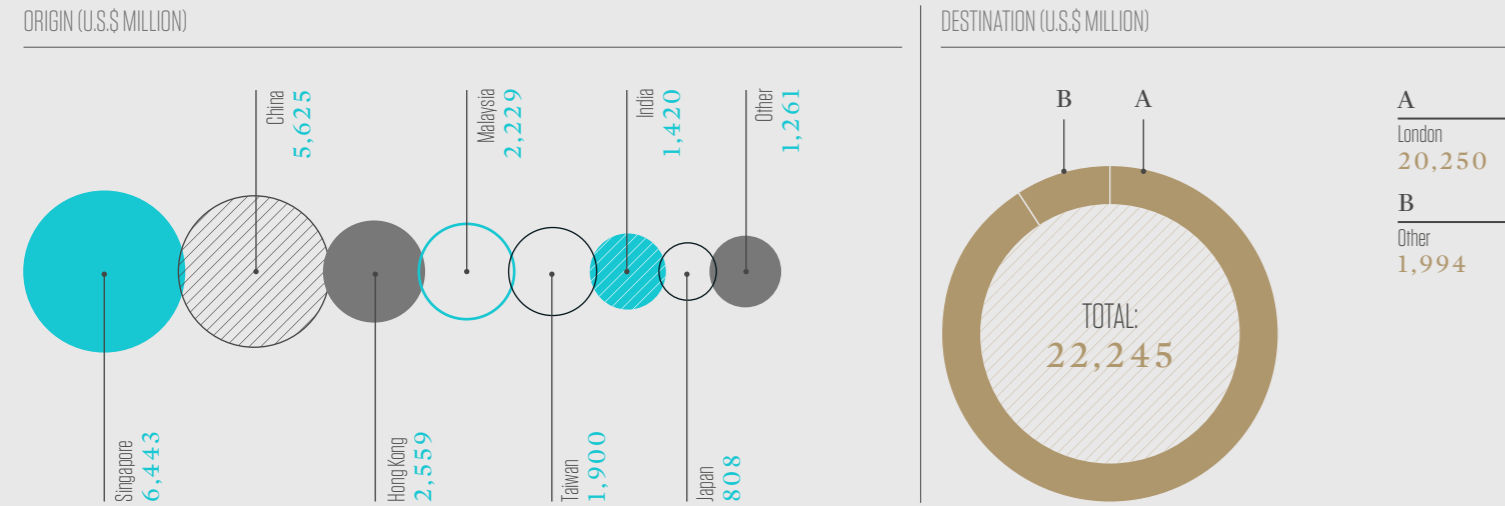 ORIGIN (U.S.$ MILLION)
Singapore
6,443
China
5,625
Hong Kong
2,559
Malaysia
2,229
Taiwan
1,900
India
1,420
Japan
808
Other
1,261
DESTINATION (U.S.$ MILLION)
B
A
TOTAL:
22,245
A
London
20,250
B
Other
1,994